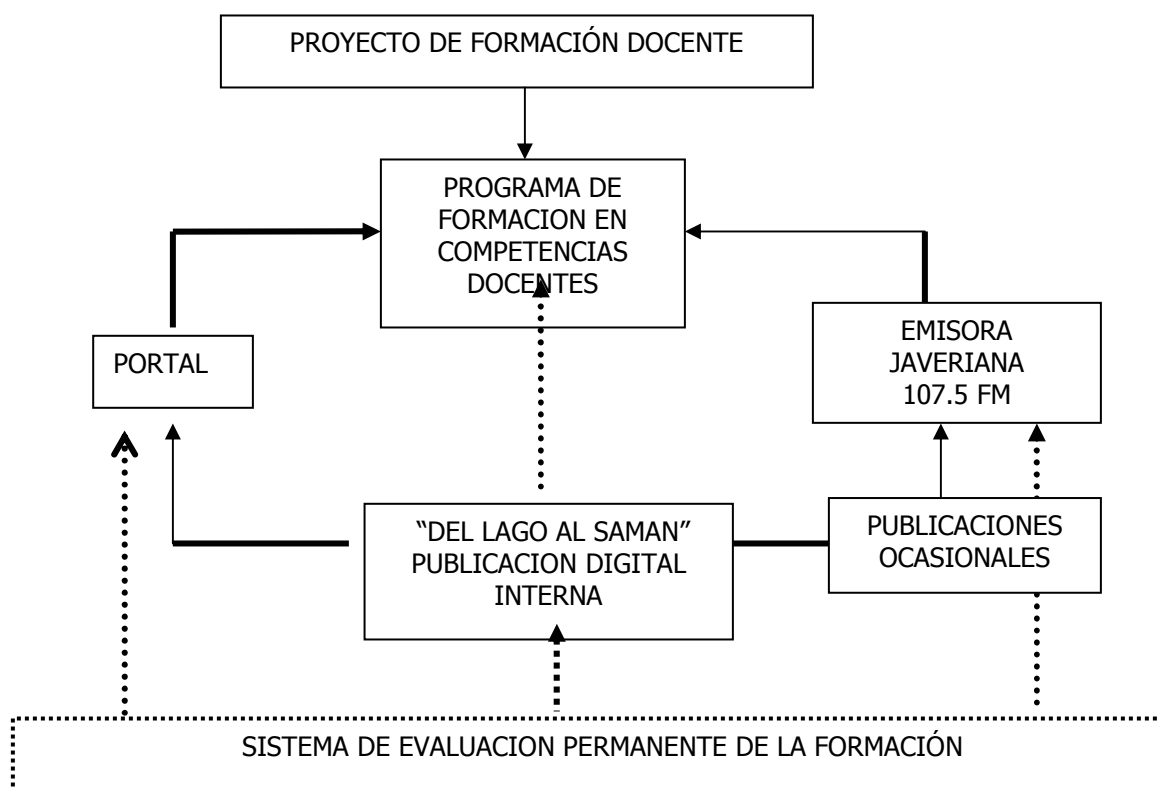 PROYECTO DE FORMACIÓN DOCENTE
PROGRAMA DE
FORMACION EN
COMPETENCIAS
DOCENTES
PORTAL
EMISORA
JAVERIANA
107.5 FM
“DEL LAGO AL SAMAN”
PUBLICACION DIGITAL
INTERNA
PUBLICACIONES
OCASIONALES
SISTEMA DE EVALUACION PERMANENTE DE LA FORMACIÓN